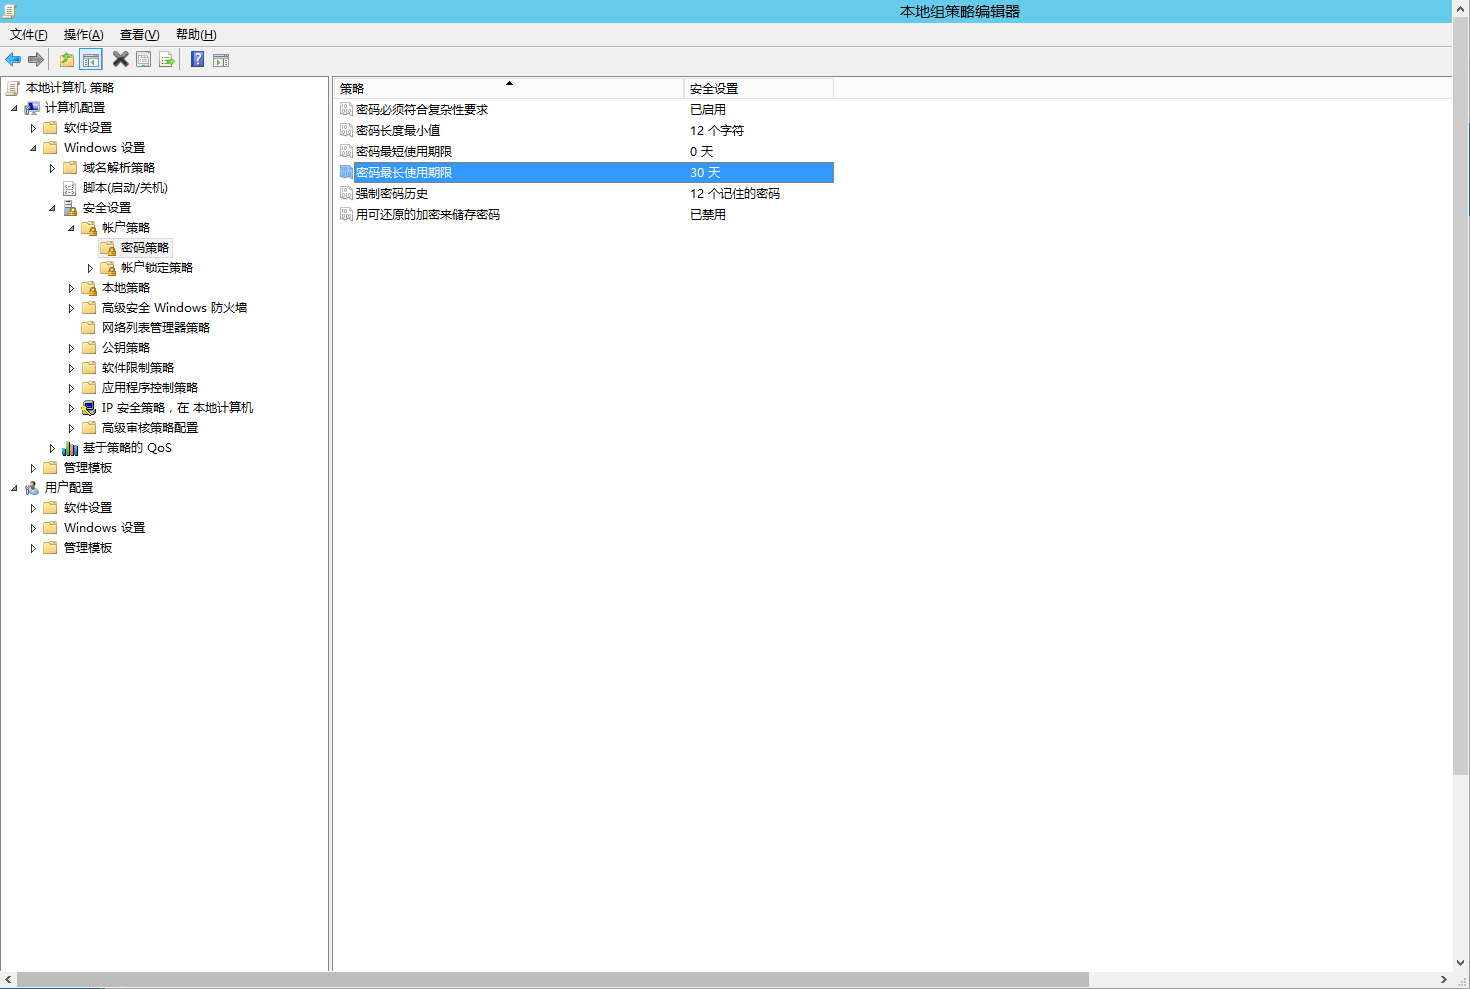 本地组策略编辑器
文件(F) 操作(A) 查看(V) 帮助(H)
本地计算机 策略
计算机配置
软件设置
Windows 设置
域名解析策略
脚本(启动/关机)
安全设置
帐户策略
密码策略
帐户锁定策略
本地策略
高级安全 Windows 防火墙
网络列表管理器策略
公钥策略
软件限制策略
应用程序控制策略
IP 安全策略，在 本地计算机
高级审核策略配置
基于策略的 QoS
管理模板
用户配置
软件设置
Windows 设置
管理模板
策略 安全设置
密码必须符合复杂性要求 已启用
密码长度最小值 12 个字符
密码最短使用期限 0 天
密码最长使用期限 30 天
强制密码历史 12 个记住的密码
用可还原的加密来储存密码 已禁用